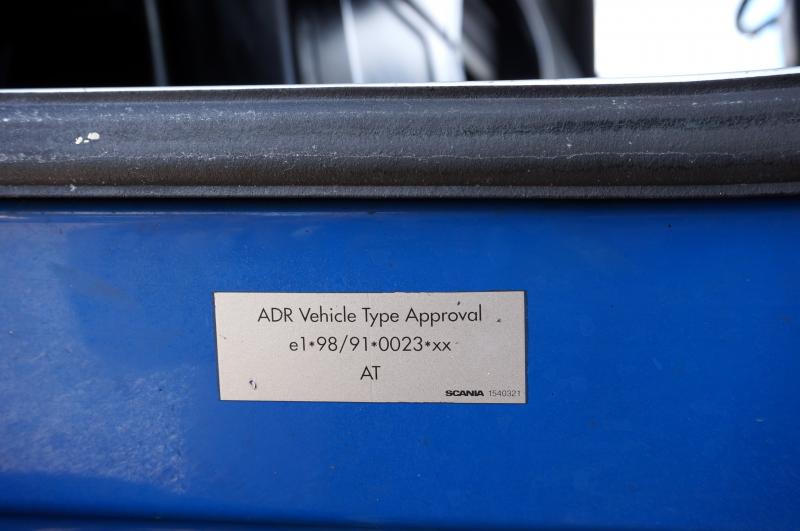 ADR Vehicle Type Approval
e1*98/91*0023*xx
AT
SCANIA 1540321